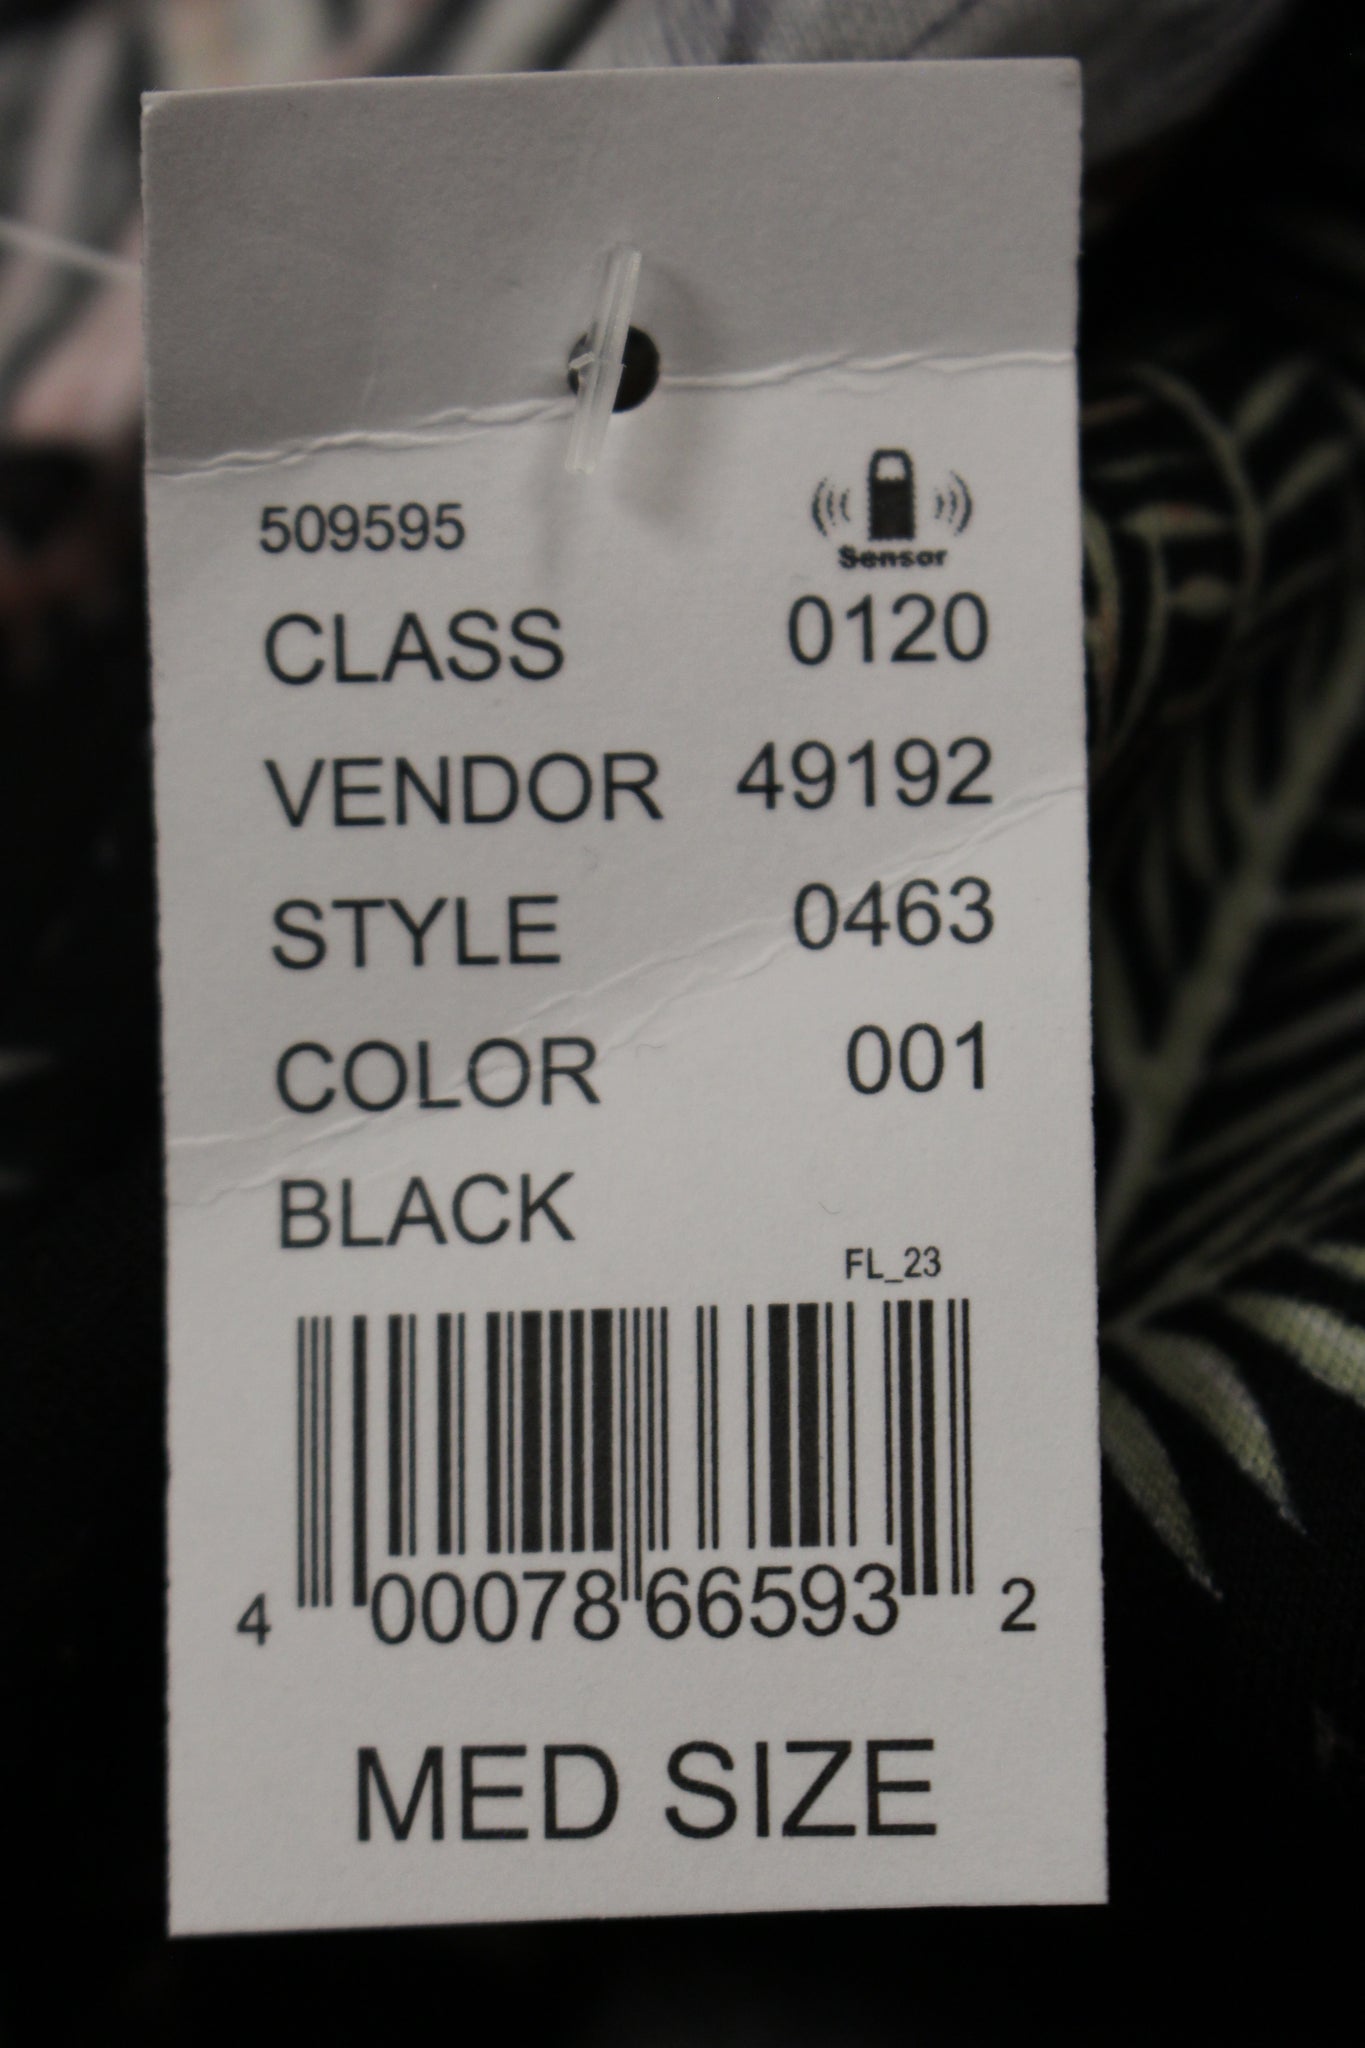 509595
Sensor
CLASS 0120
VENDOR 49192
STYLE 0463
COLOR 001
BLACK
FL_23
4 00078 66593 2
MED SIZE